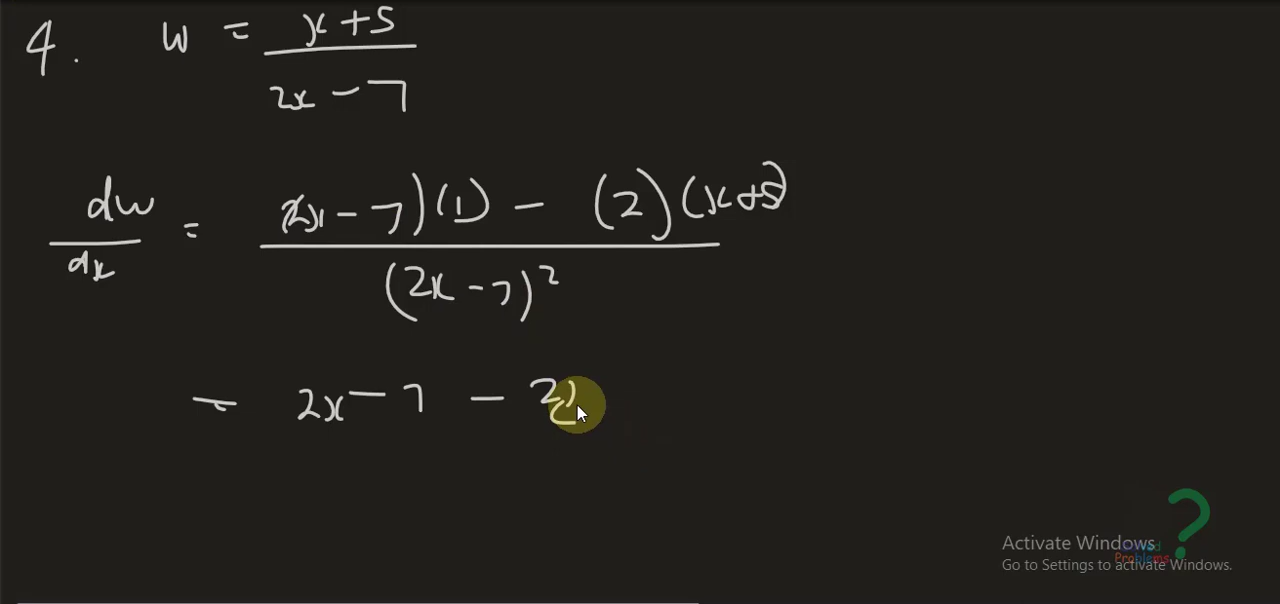 4. w = x+5
2x-7
dw/dx = 2x-7)(1) - (2)(x+5)
(2x-7)²
= 2x-7 - 2
Activate Windows
Problems
Go to Settings to activate Windows.
?